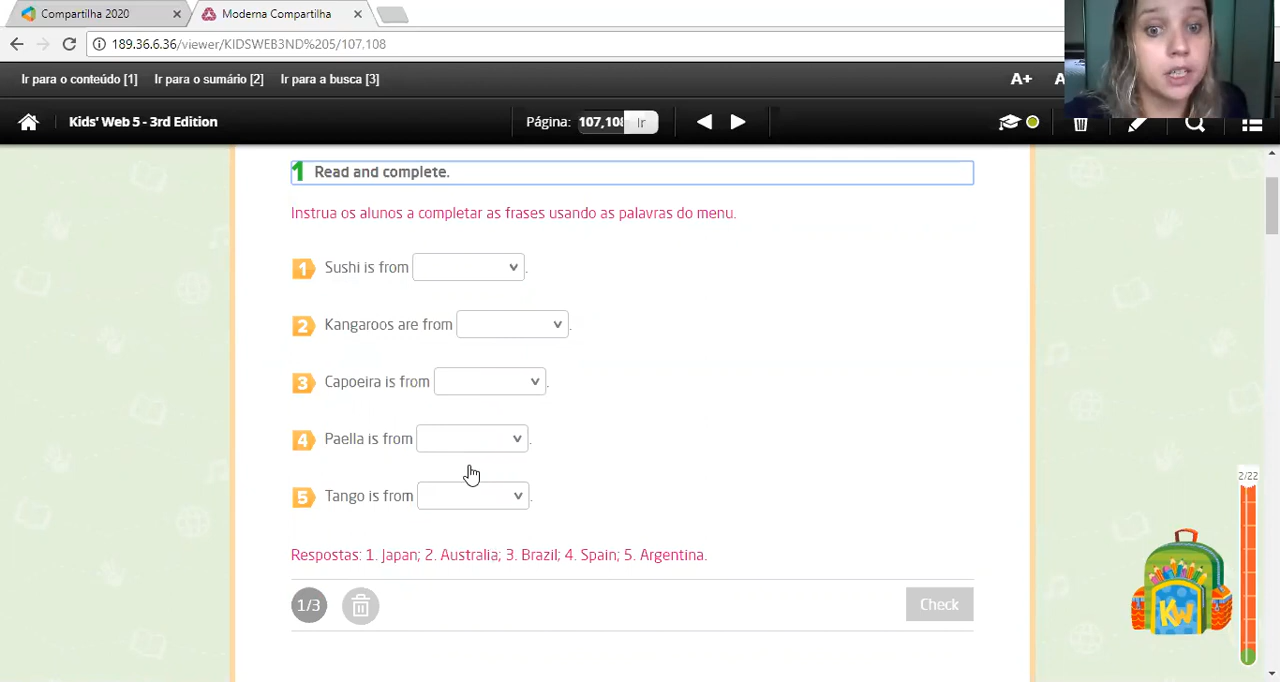 Compartilha 2020
Moderna Compartilha
189.36.6.36/viewer/KIDSWEB3ND%205/107.108
Ir para o conteúdo [1] Ir para o sumário [2] Ir para a busca [3]
A+
Kids' Web 5 - 3rd Edition
Página: 107,108 Ir
1 Read and complete.
Instrua os alunos a completar as frases usando as palavras do menu.
1 Sushi is from .
2 Kangaroos are from .
3 Capoeira is from .
4 Paella is from .
5 Tango is from .
Respostas: 1. Japan; 2. Australia; 3. Brazil; 4. Spain; 5. Argentina.
1/3
Check
2/22
KW